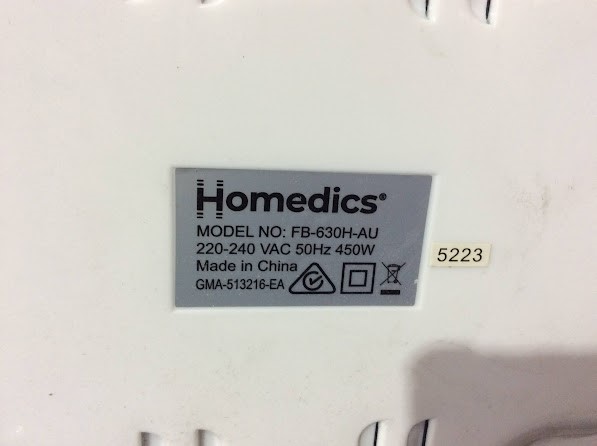 Homedics®
MODEL NO: FB-630H-AU
220-240 VAC 50Hz 450W
Made in China
GMA-513216-EA
5223